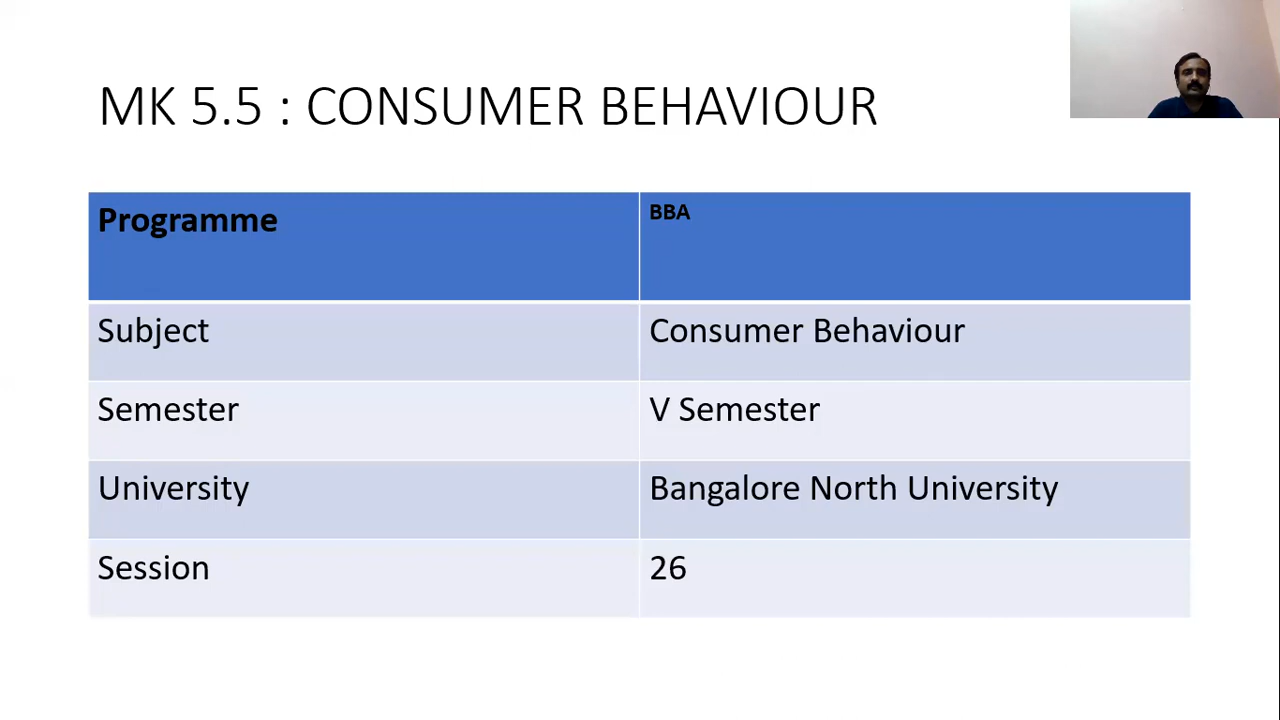 MK 5.5 : CONSUMER BEHAVIOUR
Programme BBA
Subject Consumer Behaviour
Semester V Semester
University Bangalore North University
Session 26